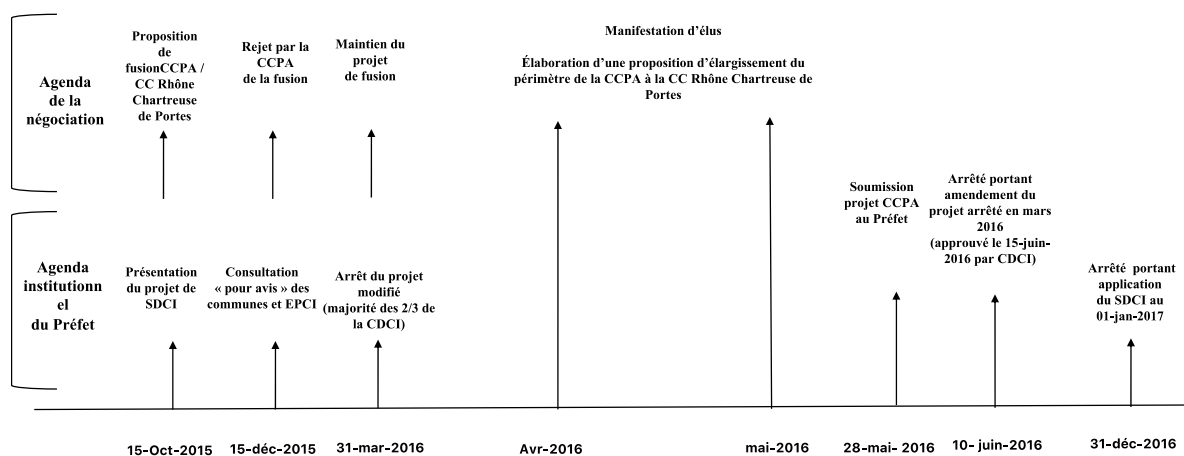 Agenda
de la
négociation
Proposition
de
fusionCCPA /
CC Rhône
Chartreuse
de Portes
Rejet par la
CCPA
de la fusion
Maintien du
projet
de fusion
Manifestation d'élus
Élaboration d'une proposition d'élargissement du
périmètre de la CCPA à la CC Rhône Chartreuse de
Portes
Agenda
institutionn
el
du Préfet
Présentation
du projet de
SDCI
Consultation
« pour avis » des
communes et EPCI
Arrêt du projet
modifié
(majorité des 2/3 de
la CDCI)
Soumission
projet CCPA
au Préfet
Arrêté portant
amendement du
projet arrêté en mars
2016
(approuvé le 15-juin-
2016 par CDCI)
Arrêté portant
application
du SDCI au
01-jan-2017
15-Oct-2015
15-déc-2015
31-mar-2016
Avr-2016
mai-2016
28-mai- 2016
10- juin-2016
31-déc-2016